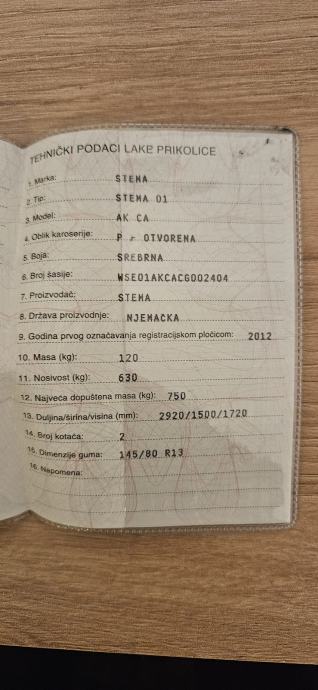 TEHNIČKI PODACI LAKE PRIKOLICE
1. Marka: STEMA
2. Tip: STEMA 01
3. Model: AK CA
4. Oblik karoserije: P - OTVORENA
5. Boja: SREBRNA
6. Broj šasije: WSE01AKCACG002404
7. Proizvođač: STEMA
8. Država proizvodnje: NJEMAČKA
9. Godina prvog označavanja registracijskom pločicom: 2012
10. Masa (kg): 120
11. Nosivost (kg): 630
12. Najveća dopuštena masa (kg): 750
13. Duljina/širina/visina (mm): 2920/1500/1720
14. Broj kotača: 2
15. Dimenzije guma: 145/80 R13
16. Napomena: